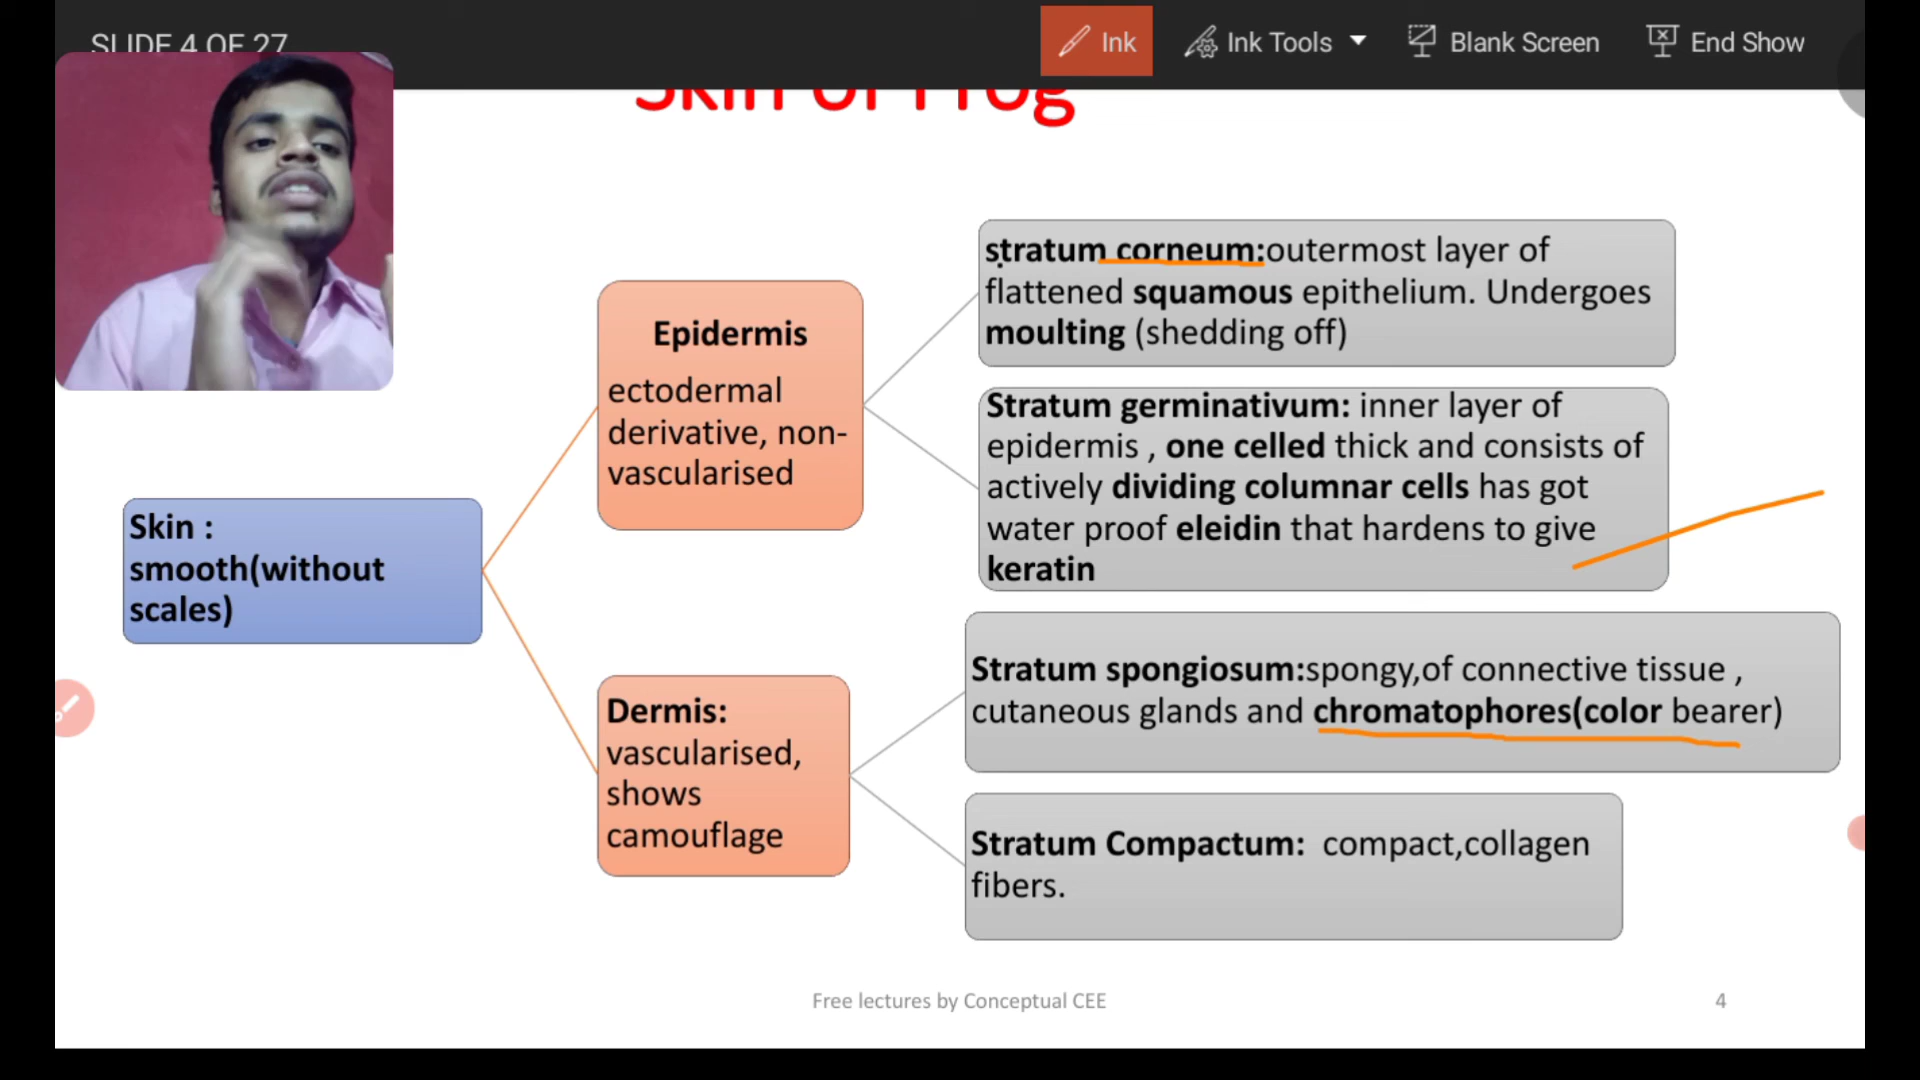 SLIDE 4 OF 27
Ink
Ink Tools
Blank Screen
End Show
Skin of Frog
Skin :
smooth(without
scales)
Epidermis
ectodermal
derivative, non-
vascularised
Dermis:
vascularised,
shows
camouflage
stratum corneum:outermost layer of
flattened squamous epithelium. Undergoes
moulting (shedding off)
Stratum germinativum: inner layer of
epidermis , one celled thick and consists of
actively dividing columnar cells has got
water proof eleidin that hardens to give
keratin
Stratum spongiosum:spongy,of connective tissue ,
cutaneous glands and chromatophores(color bearer)
Stratum Compactum:  compact,collagen
fibers.
Free lectures by Conceptual CEE
4